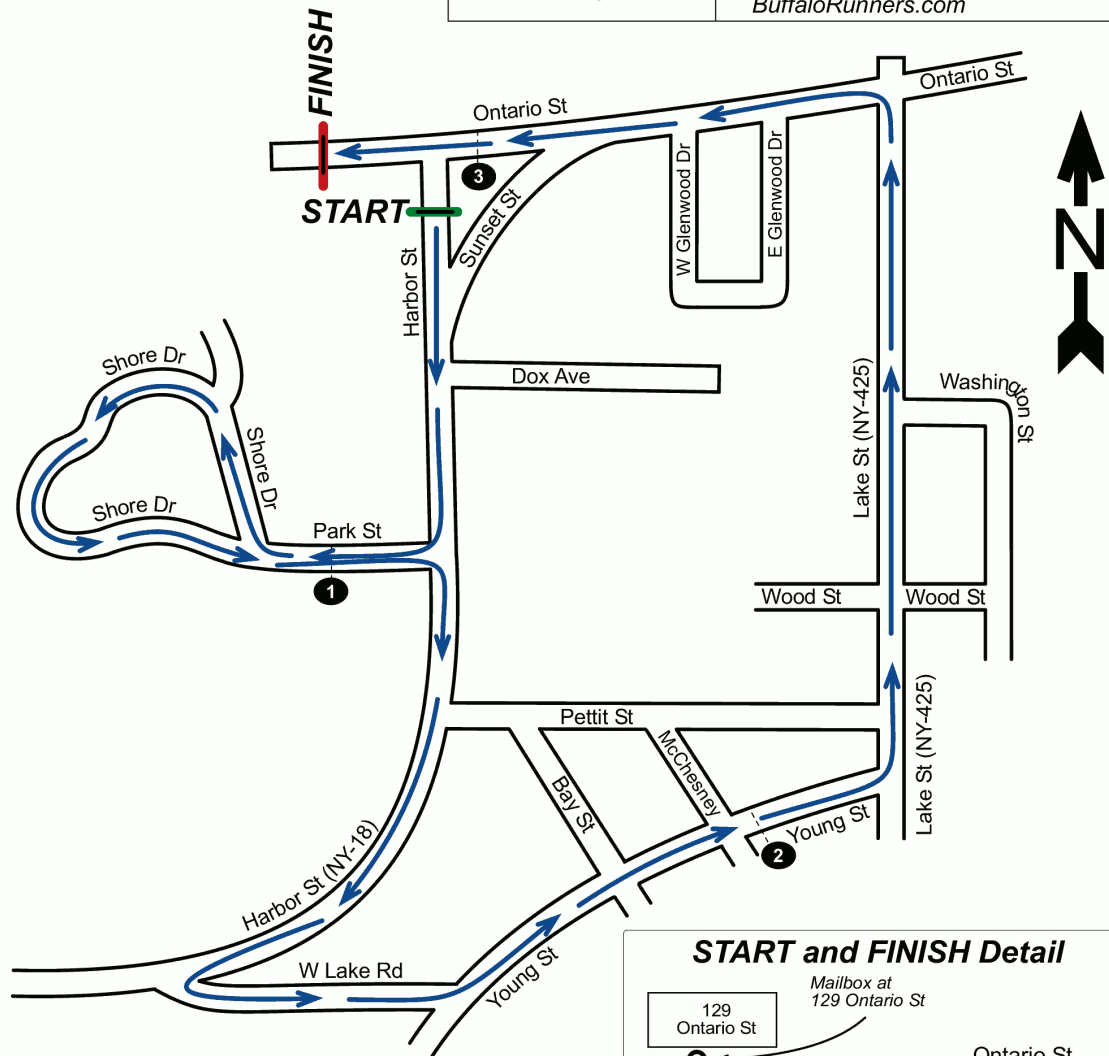 BuffaloRunners.com
FINISH
Ontario St
Ontario St
3
START
Sunset St
W Glenwood Dr
E Glenwood Dr
Harbor St
N
Shore Dr
Dox Ave
Lake St (NY-425)
Washington St
Shore Dr
Shore Dr
Park St
1
Wood St
Wood St
Pettit St
McChesney
Lake St (NY-425)
Bay St
Young St
2
Harbor St (NY-18)
W Lake Rd
Young St
START and FINISH Detail
Mailbox at
129 Ontario St
129
Ontario St
Ontario St